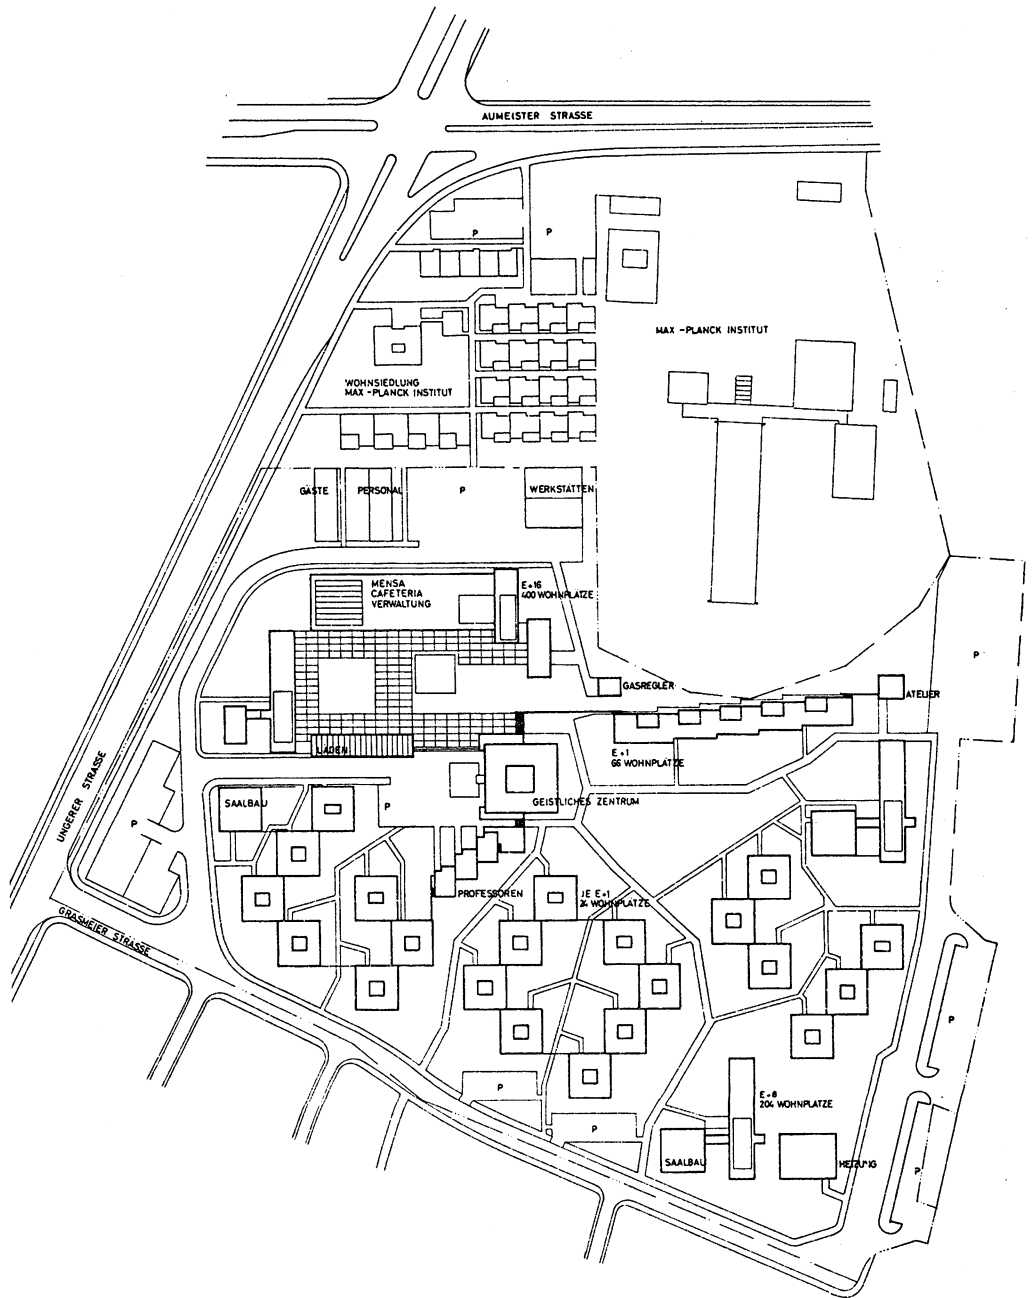 AUMEISTER STRASSE
P
P
MAX-PLANCK INSTITUT
WOHNSIEDLUNG
MAX-PLANCK INSTITUT
GÄSTE
PERSONAL
P
WERKSTÄTTEN
MENSA
CAFETERIA
VERWALTUNG
E+16
400 WOHNPLÄTZE
P
GASREGLER
ATELIER
LÄDEN
E+1
66 WOHNPLÄTZE
UNGERER STRASSE
SAALBAU
P
GEISTLICHES ZENTRUM
P
PROFESSOREN
JE E+1
24 WOHNPLÄTZE
GRASMEIER STRASSE
P
P
E+8
204 WOHNPLÄTZE
P
SAALBAU
HEIZUNG
P